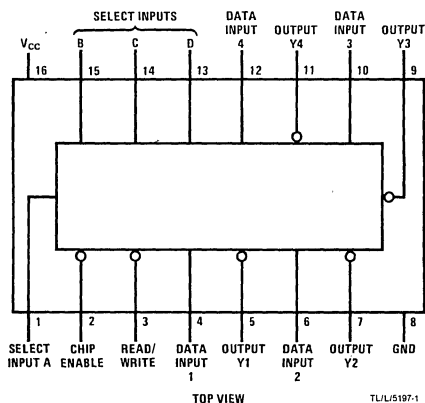 SELECT INPUTS
DATA INPUT 4
OUTPUT Y4
DATA INPUT 3
OUTPUT Y3
VCC
B
C
D
16 15 14 13 12 11 10 9
1 2 3 4 5 6 7 8
SELECT INPUT A
CHIP ENABLE
READ/ WRITE
DATA INPUT 1
OUTPUT Y1
DATA INPUT 2
OUTPUT Y2
GND
TOP VIEW
TL/L/5197-1